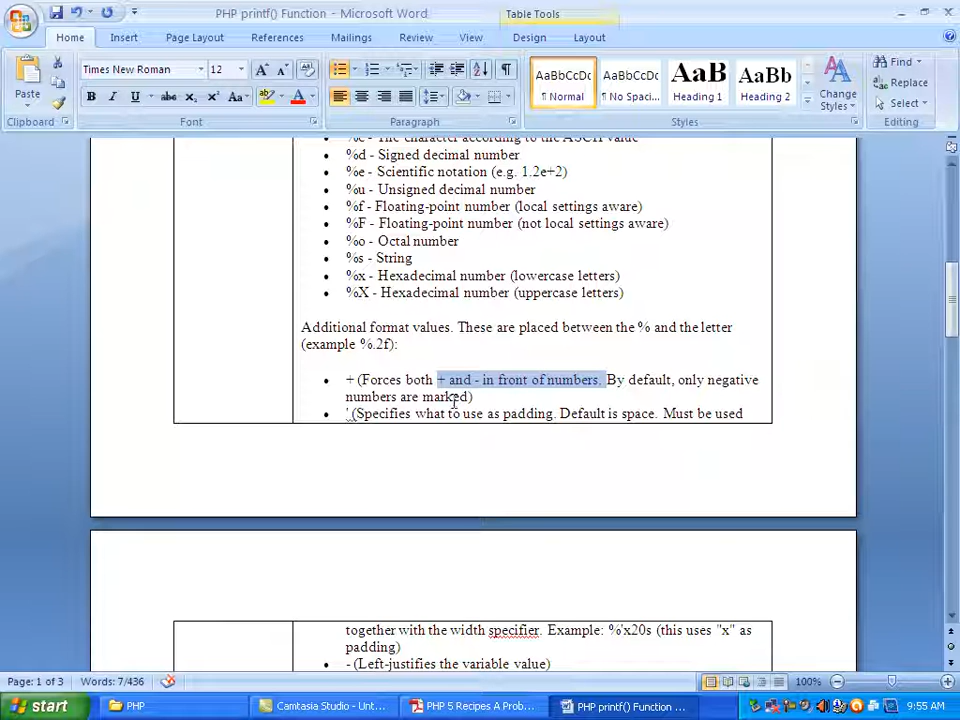 PHP printf() Function - Microsoft Word
Table Tools
Home
Insert
Page Layout
References
Mailings
Review
View
Design
Layout
Paste
Times New Roman
12
AaBbCcDc
AaBbCcDc
AaB
AaBb
¶ Normal
¶ No Spaci...
Heading 1
Heading 2
Change
Styles
Find
Replace
Select
Clipboard
Font
Paragraph
Styles
Editing
%c - The character according to the ASCII value
• %d - Signed decimal number
• %e - Scientific notation (e.g. 1.2e+2)
• %u - Unsigned decimal number
• %f - Floating-point number (local settings aware)
• %F - Floating-point number (not local settings aware)
• %o - Octal number
• %s - String
• %x - Hexadecimal number (lowercase letters)
• %X - Hexadecimal number (uppercase letters)
Additional format values. These are placed between the % and the letter
(example %.2f):
• + (Forces both + and - in front of numbers. By default, only negative
numbers are marked)
• ' (Specifies what to use as padding. Default is space. Must be used
together with the width specifier. Example: %'x20s (this uses "x" as
padding)
• - (Left-justifies the variable value)
Page: 1 of 3
Words: 7/436
100%
start
PHP
Camtasia Studio - Unt...
PHP 5 Recipes A Prob...
PHP printf() Function ...
9:55 AM